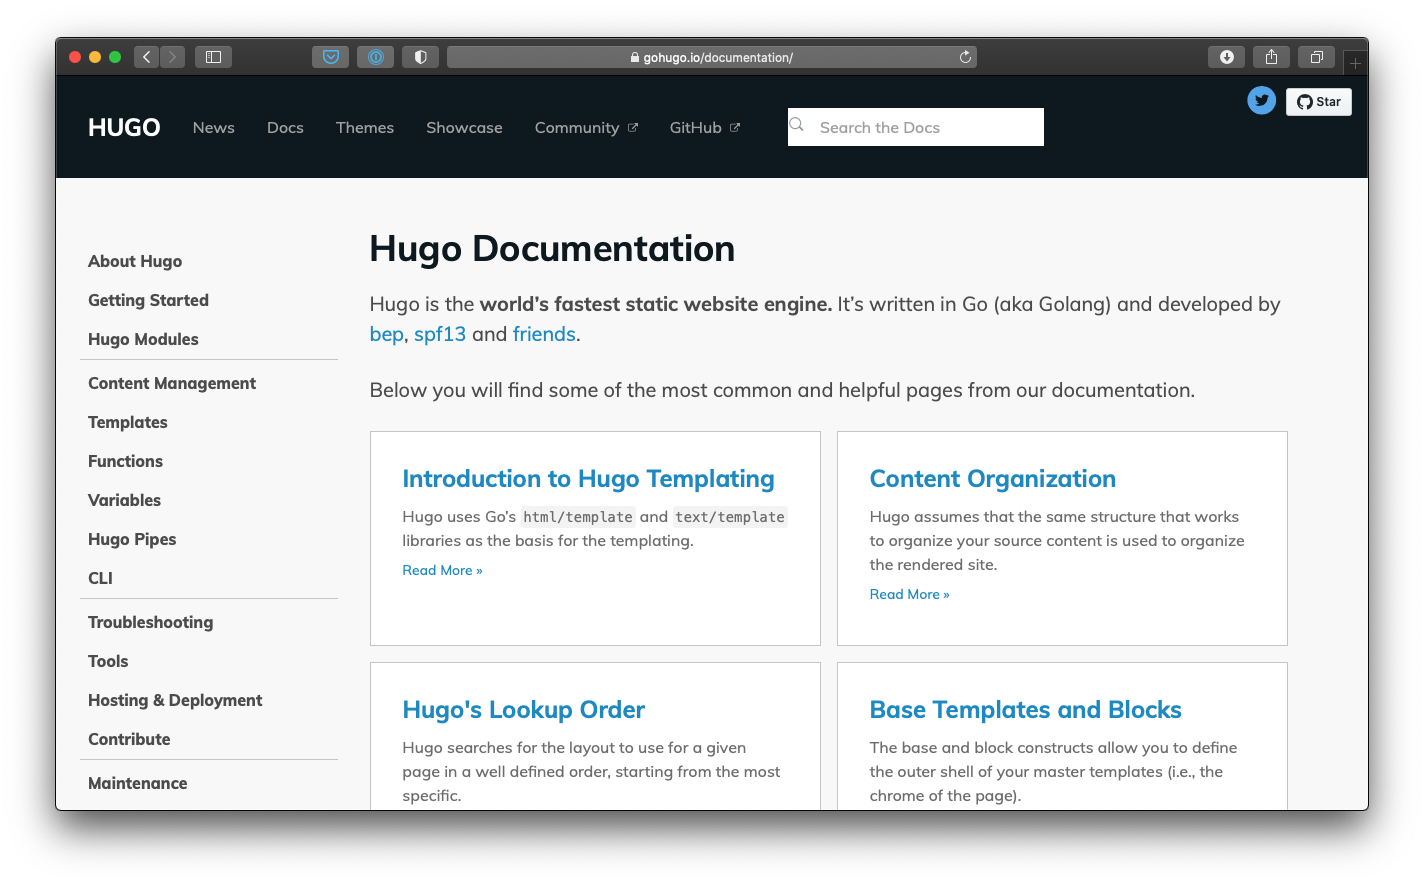 gohugo.io/documentation/
HUGO
News
Docs
Themes
Showcase
Community
GitHub
Search the Docs
Star
About Hugo
Getting Started
Hugo Modules
Content Management
Templates
Functions
Variables
Hugo Pipes
CLI
Troubleshooting
Tools
Hosting & Deployment
Contribute
Maintenance
Hugo Documentation
Hugo is the world’s fastest static website engine. It’s written in Go (aka Golang) and developed by
bep, spf13 and friends.
Below you will find some of the most common and helpful pages from our documentation.
Introduction to Hugo Templating
Hugo uses Go’s html/template and text/template
libraries as the basis for the templating.
Read More »
Content Organization
Hugo assumes that the same structure that works
to organize your source content is used to organize
the rendered site.
Read More »
Hugo's Lookup Order
Hugo searches for the layout to use for a given
page in a well defined order, starting from the most
specific.
Base Templates and Blocks
The base and block constructs allow you to define
the outer shell of your master templates (i.e., the
chrome of the page).